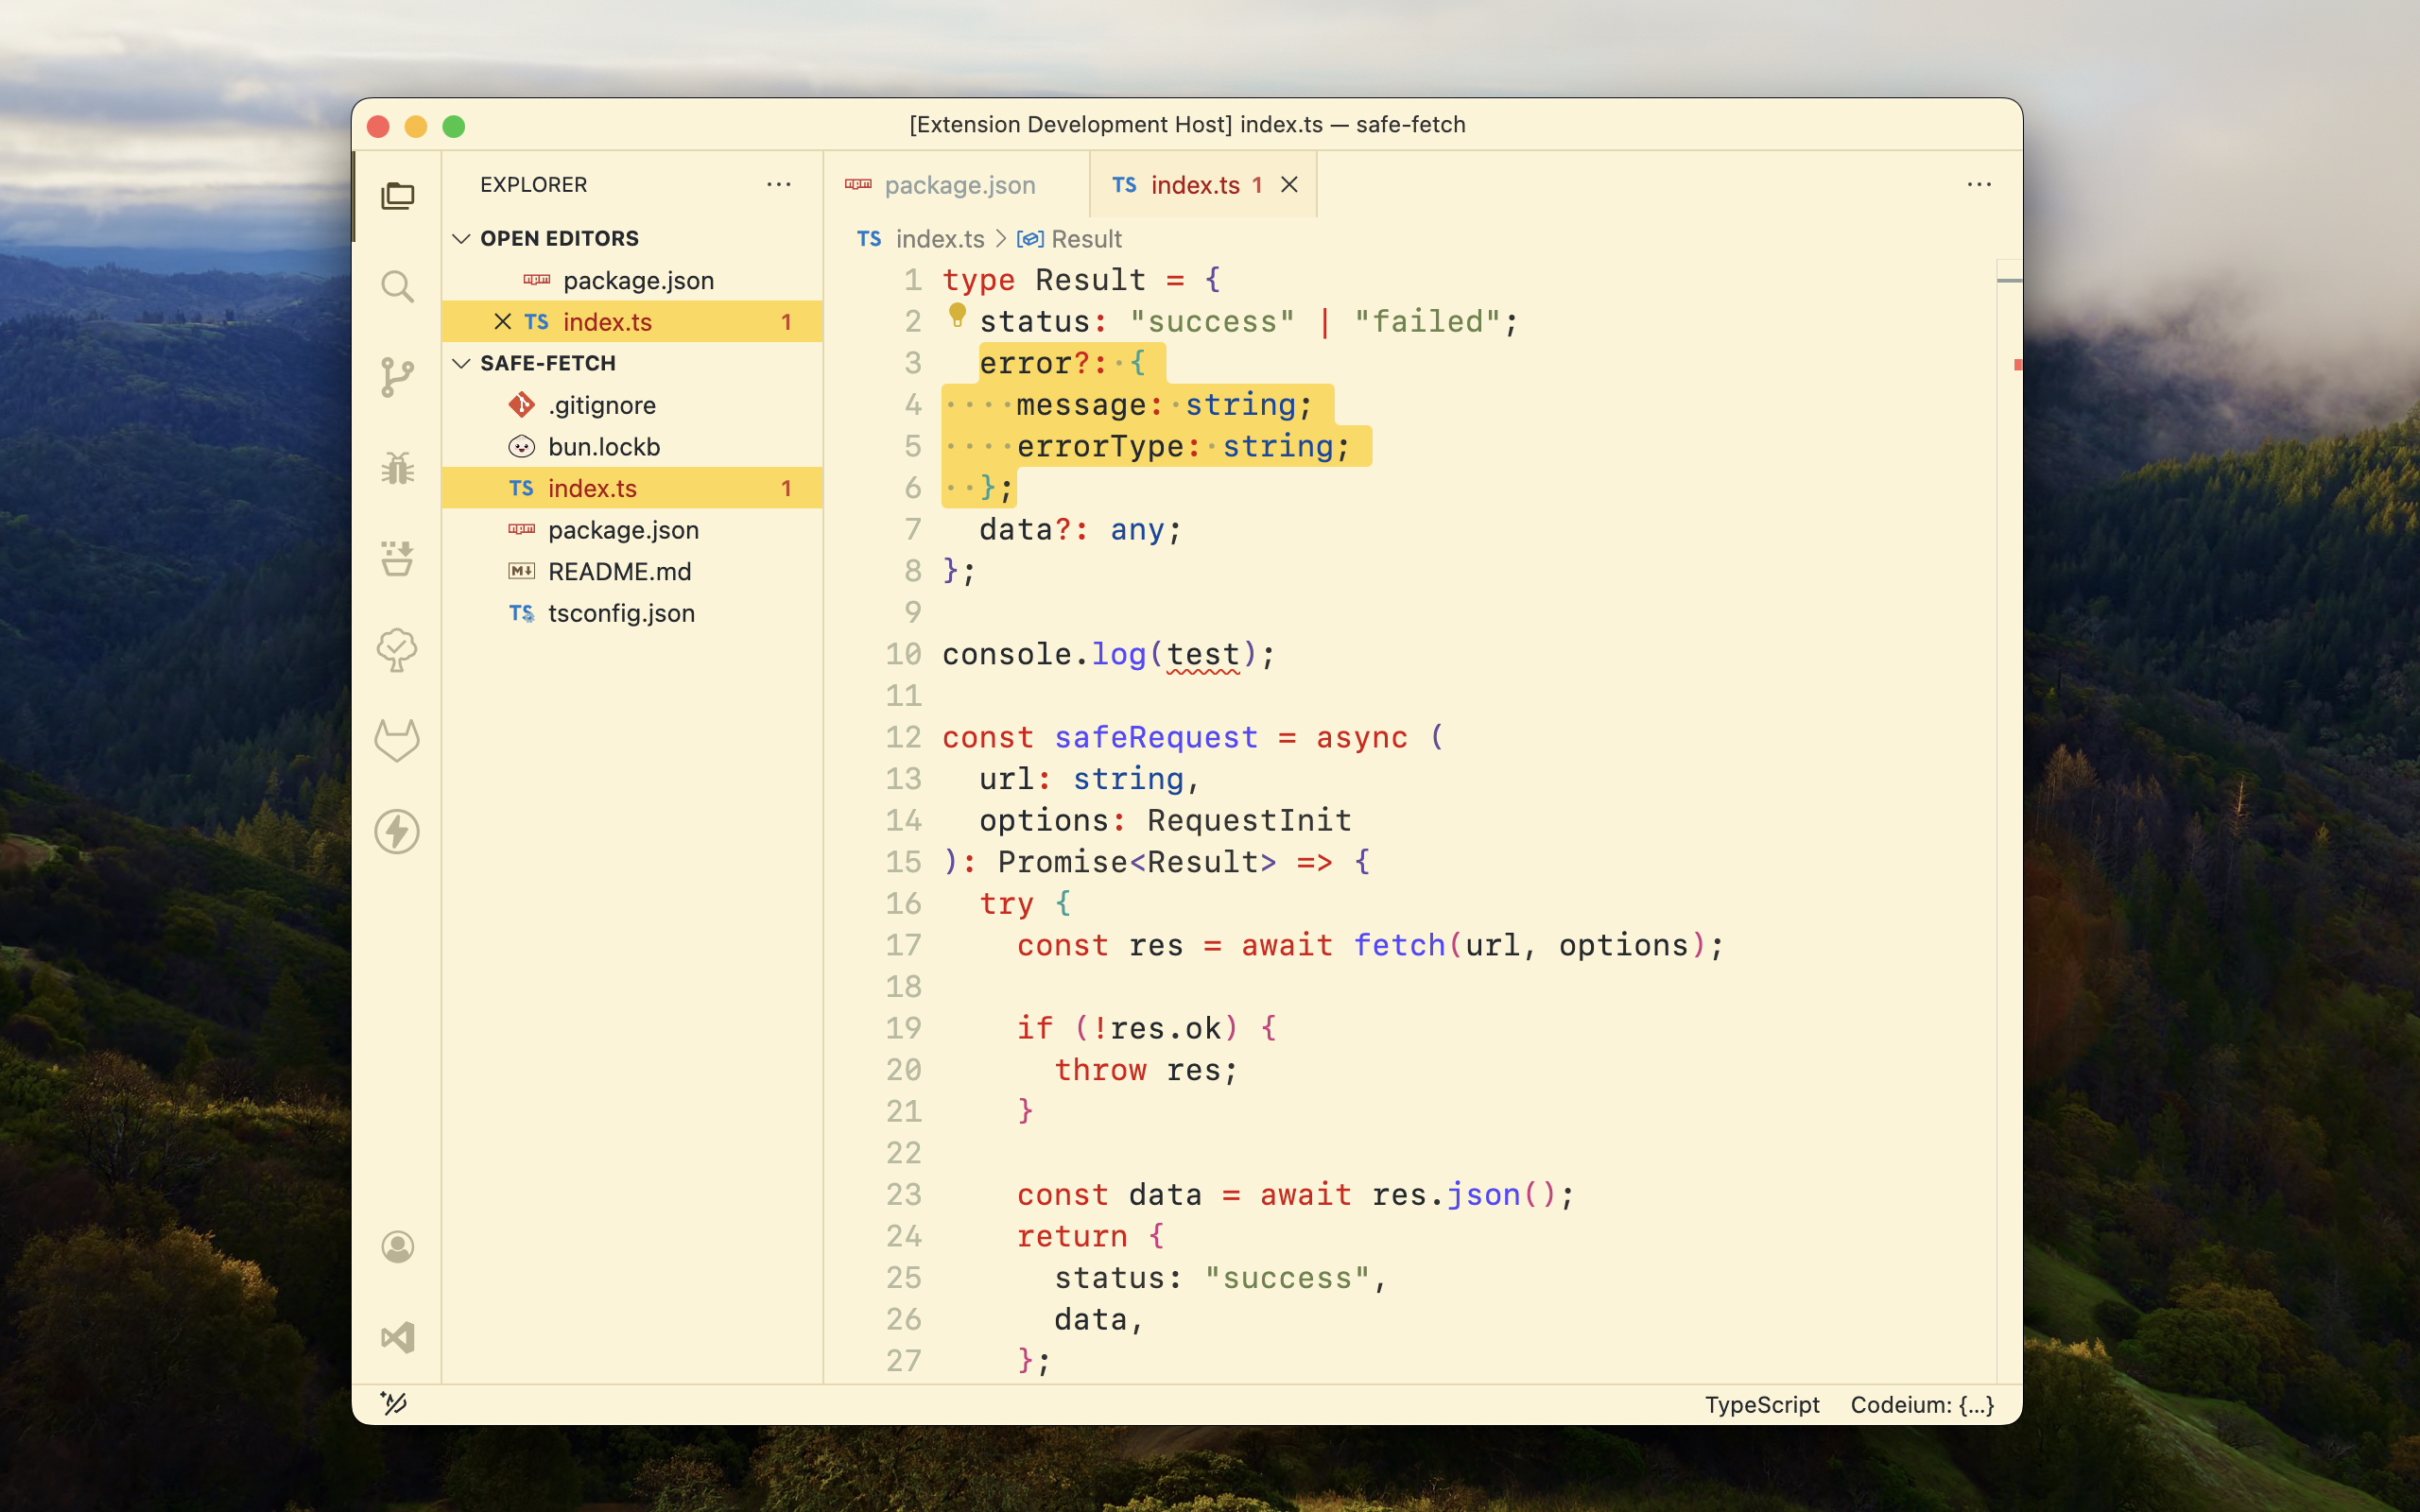 [Extension Development Host] index.ts — safe-fetch
EXPLORER
OPEN EDITORS
package.json
TS index.ts 1
SAFE-FETCH
.gitignore
bun.lockb
TS index.ts 1
package.json
M↓ README.md
TS tsconfig.json
package.json
TS index.ts 1
TS index.ts > Result
1 type Result = {
2   status: "success" | "failed";
3   error?: {
4     message: string;
5     errorType: string;
6   };
7   data?: any;
8 };
9
10 console.log(test);
11
12 const safeRequest = async (
13   url: string,
14   options: RequestInit
15 ): Promise<Result> => {
16   try {
17     const res = await fetch(url, options);
18
19     if (!res.ok) {
20       throw res;
21     }
22
23     const data = await res.json();
24     return {
25       status: "success",
26       data,
27     };
TypeScript Codeium: {...}